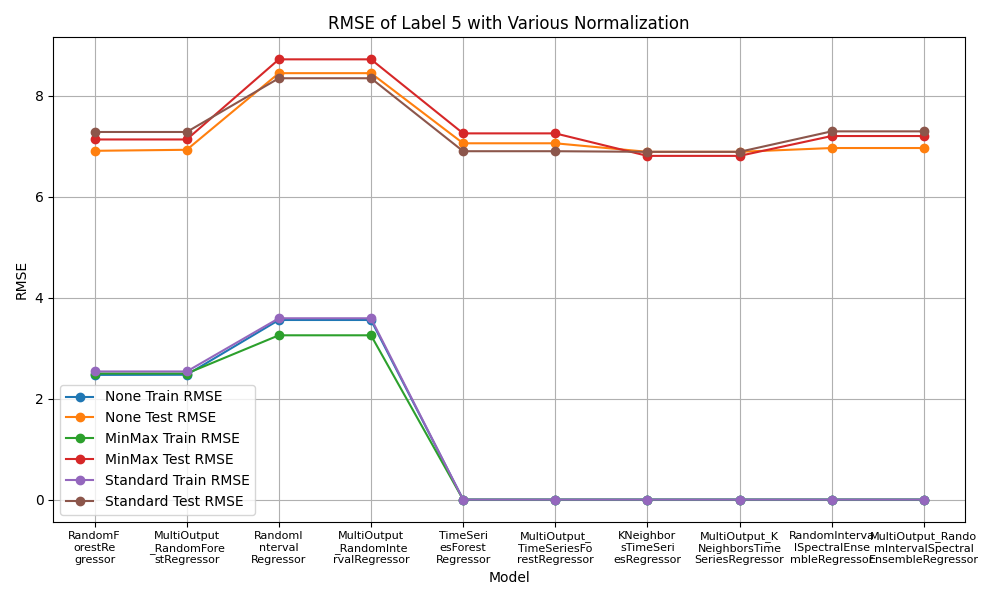 RMSE of Label 5 with Various Normalization
RMSE
8
6
4
2
0
None Train RMSE
None Test RMSE
MinMax Train RMSE
MinMax Test RMSE
Standard Train RMSE
Standard Test RMSE
RandomF
orestRe
gressor
MultiOutput
_RandomFore
stRegressor
RandomI
nterval
Regressor
MultiOutput
_RandomInte
rvalRegressor
TimeSeri
esForest
Regressor
MultiOutput_
TimeSeriesFo
restRegressor
KNeighbor
sTimeSeri
esRegressor
MultiOutput_K
NeighborsTime
SeriesRegressor
RandomInterva
lSpectralEnse
mbleRegressor
MultiOutput_Rando
mIntervalSpectral
EnsembleRegressor
Model